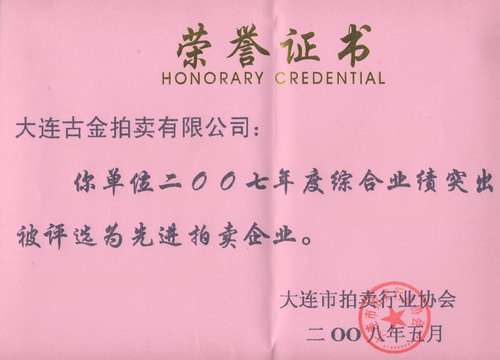 荣誉证书
HONORARY CREDENTIAL
大连古金拍卖有限公司：
你单位二〇〇七年度综合业绩突出
被评选为先进拍卖企业。
大连市拍卖行业协会
二〇〇八年五月